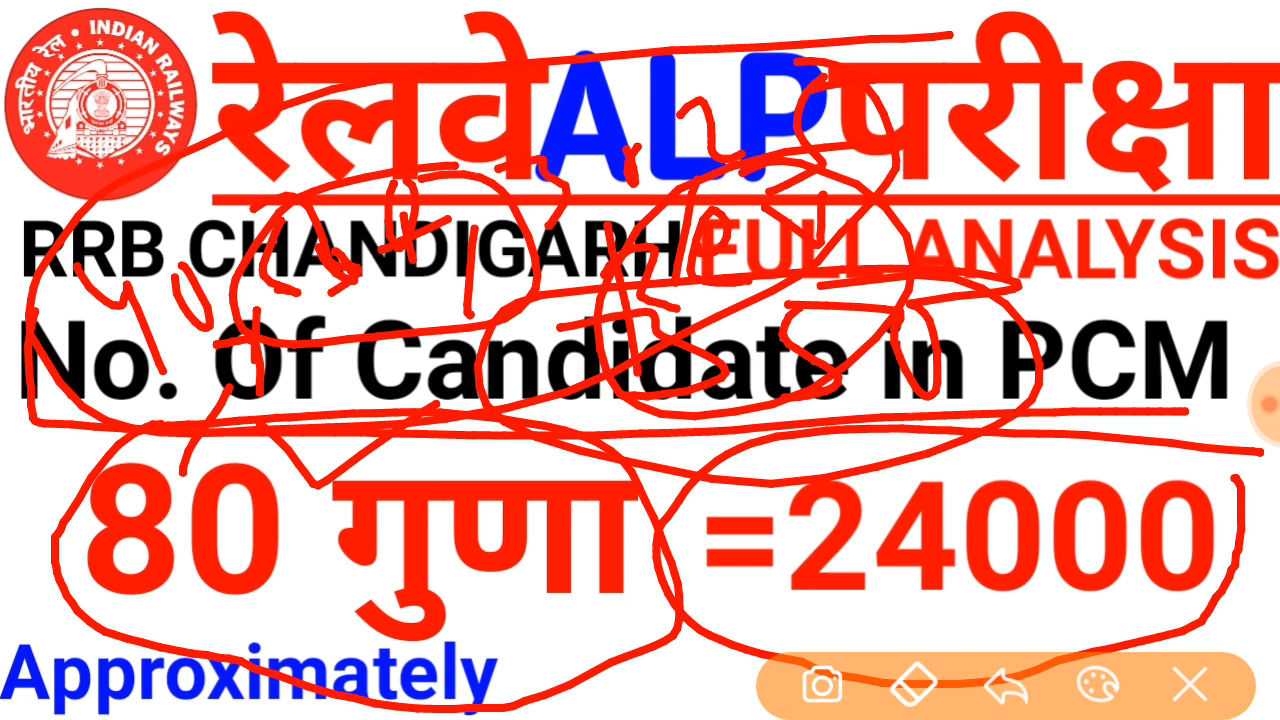 भारतीय रेल • INDIAN RAILWAYS
रेलवे ALP परीक्षा
RRB CHANDIGARH FULL ANALYSIS
No. Of Candidate in PCM
80 गुणा =24000
Approximately